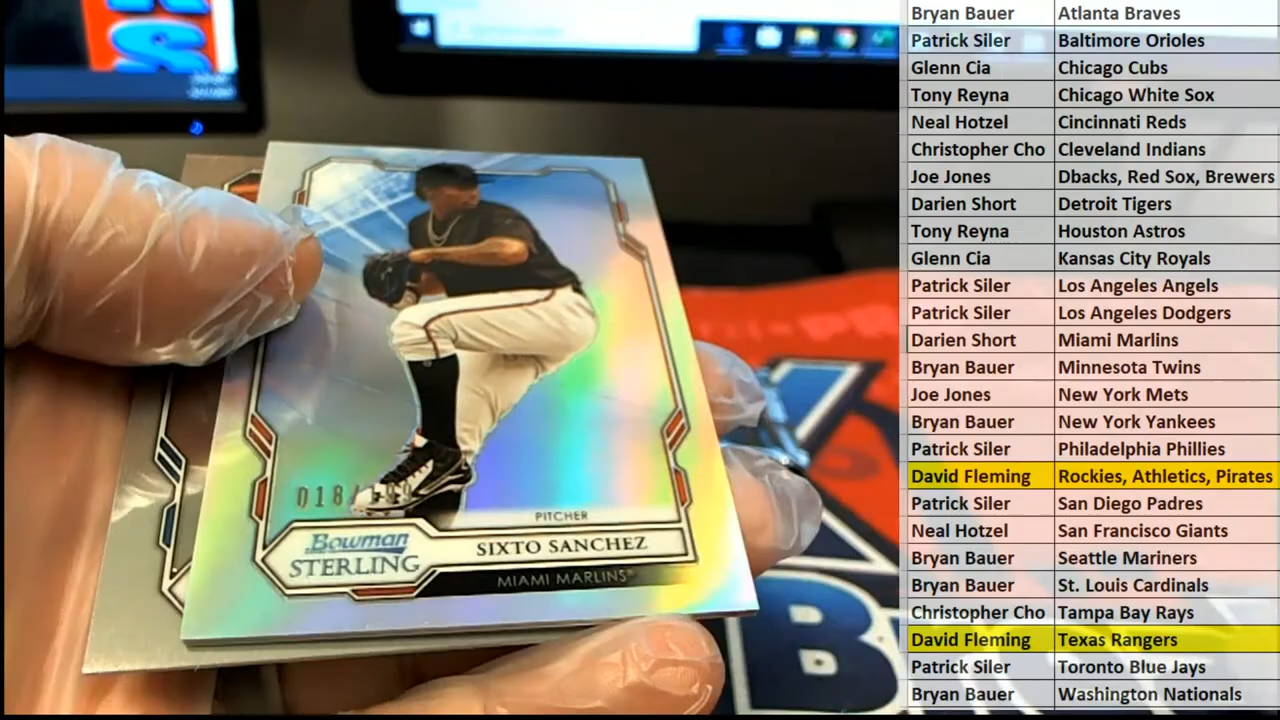 PITCHER
Bowman
STERLING
SIXTO SANCHEZ
MIAMI MARLINS
Bryan Bauer Atlanta Braves
Patrick Siler Baltimore Orioles
Glenn Cia Chicago Cubs
Tony Reyna Chicago White Sox
Neal Hotzel Cincinnati Reds
Christopher Cho Cleveland Indians
Joe Jones Dbacks, Red Sox, Brewers
Darien Short Detroit Tigers
Tony Reyna Houston Astros
Glenn Cia Kansas City Royals
Patrick Siler Los Angeles Angels
Patrick Siler Los Angeles Dodgers
Darien Short Miami Marlins
Bryan Bauer Minnesota Twins
Joe Jones New York Mets
Bryan Bauer New York Yankees
Patrick Siler Philadelphia Phillies
David Fleming Rockies, Athletics, Pirates
Patrick Siler San Diego Padres
Neal Hotzel San Francisco Giants
Bryan Bauer Seattle Mariners
Bryan Bauer St. Louis Cardinals
Christopher Cho Tampa Bay Rays
David Fleming Texas Rangers
Patrick Siler Toronto Blue Jays
Bryan Bauer Washington Nationals